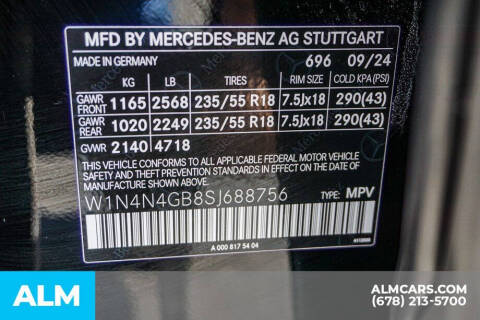 MFD BY MERCEDES-BENZ AG STUTTGART
MADE IN GERMANY 696 09/24
KG LB TIRES RIM SIZE COLD KPA (PSI)
GAWR FRONT 1165 2568 235/55 R18 7.5Jx18 290(43)
GAWR REAR 1020 2249 235/55 R18 7.5Jx18 290(43)
GVWR 2140 4718
THIS VEHICLE CONFORMS TO ALL APPLICABLE FEDERAL MOTOR VEHICLE
SAFETY AND THEFT PREVENTION STANDARDS IN EFFECT ON THE DATE OF
MANUFACTURE SHOWN ABOVE.
W1N4N4GB8SJ688756 TYPE: MPV
A 000 817 54 04
ALM
ALMCARS.COM
(678) 213-5700